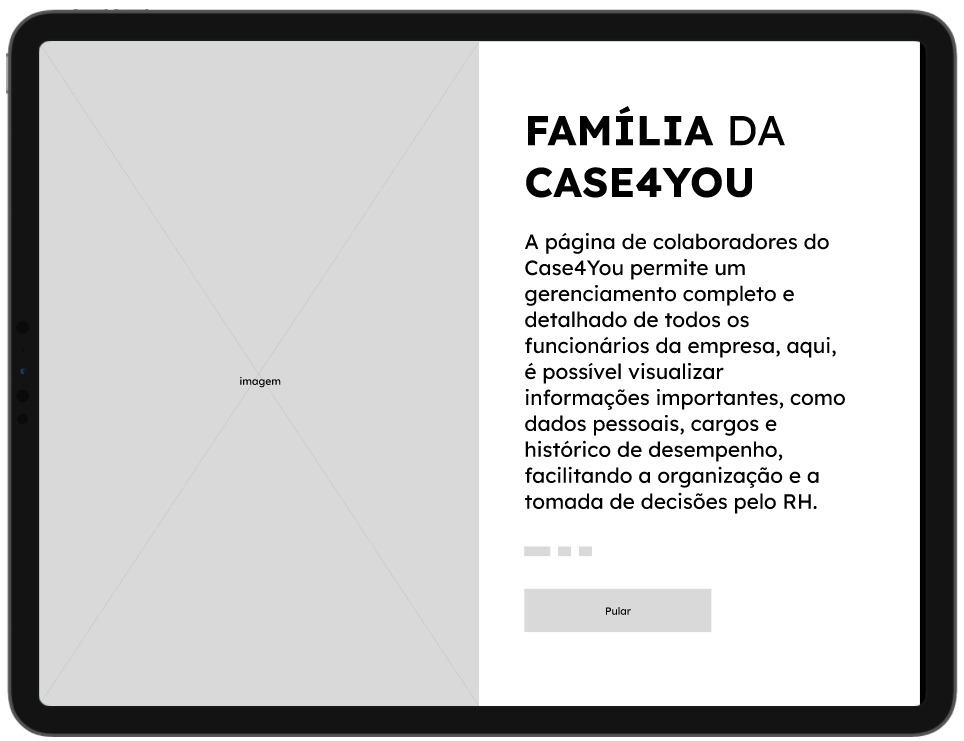 imagem
FAMÍLIA DA
CASE4YOU
A página de colaboradores do
Case4You permite um
gerenciamento completo e
detalhado de todos os
funcionários da empresa, aqui,
é possível visualizar
informações importantes, como
dados pessoais, cargos e
histórico de desempenho,
facilitando a organização e a
tomada de decisões pelo RH.
Pular